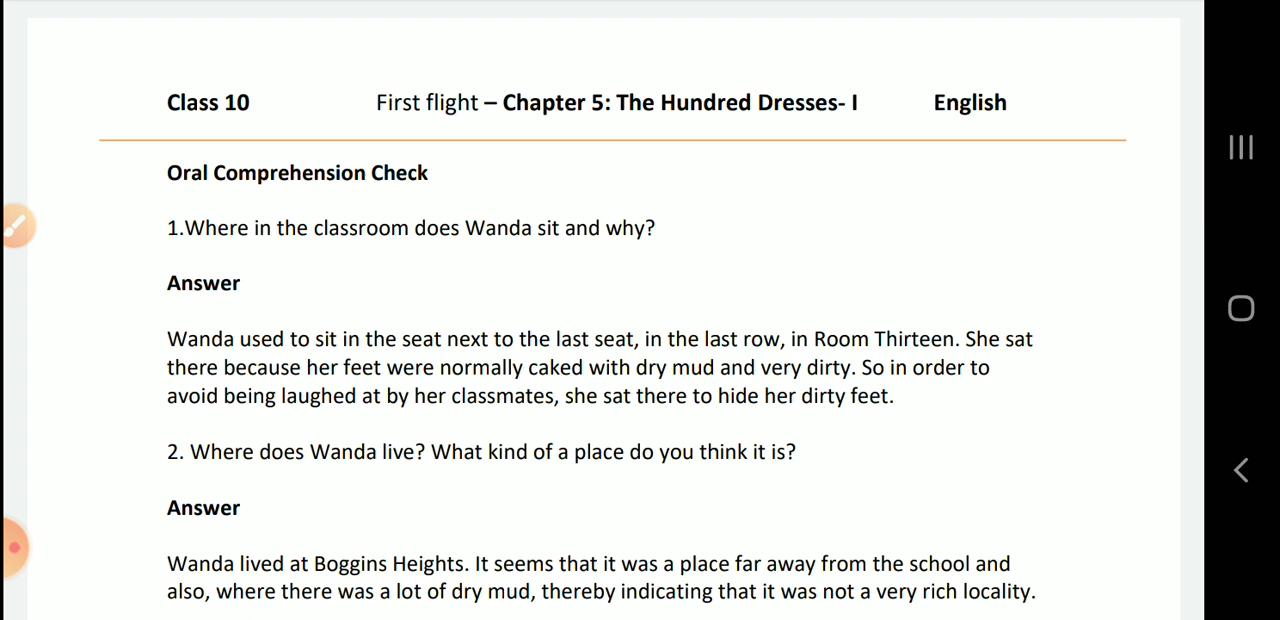 Class 10 First flight – Chapter 5: The Hundred Dresses- I English
Oral Comprehension Check
1.Where in the classroom does Wanda sit and why?
Answer
Wanda used to sit in the seat next to the last seat, in the last row, in Room Thirteen. She sat
there because her feet were normally caked with dry mud and very dirty. So in order to
avoid being laughed at by her classmates, she sat there to hide her dirty feet.
2. Where does Wanda live? What kind of a place do you think it is?
Answer
Wanda lived at Boggins Heights. It seems that it was a place far away from the school and
also, where there was a lot of dry mud, thereby indicating that it was not a very rich locality.